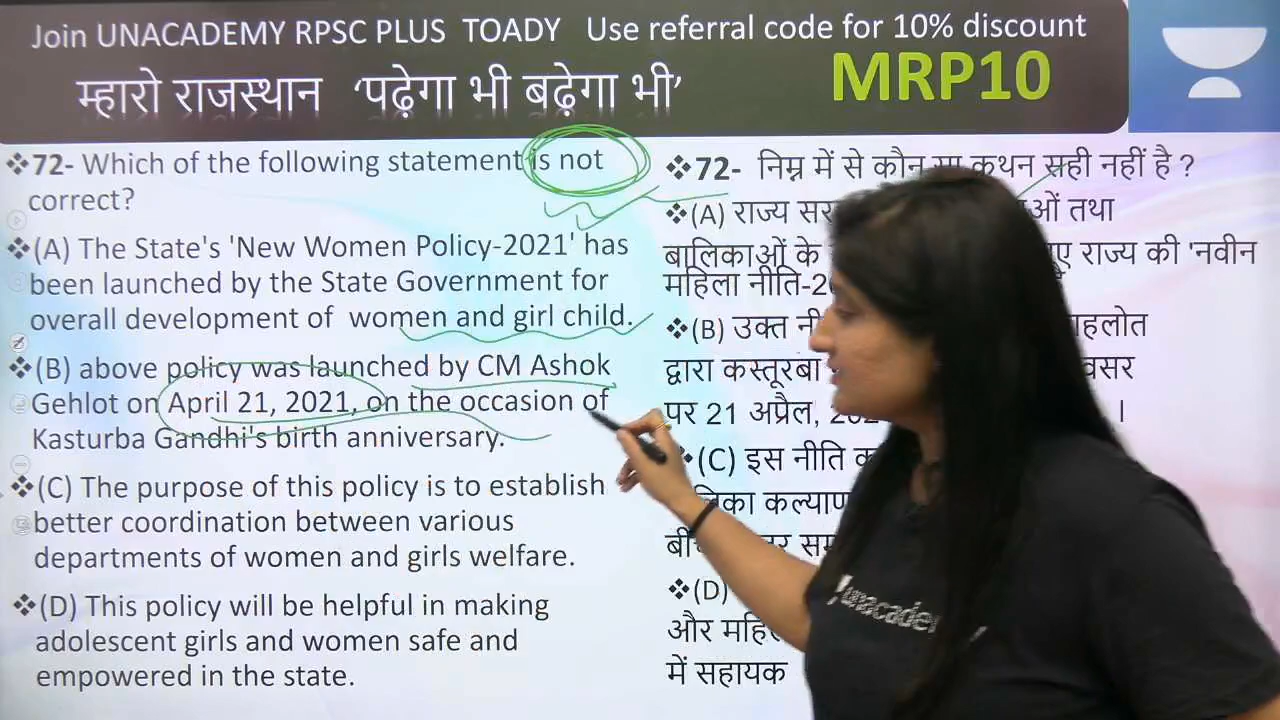 Join UNACADEMY RPSC PLUS TOADY Use referral code for 10% discount
म्हारो राजस्थान 'पढ़ेगा भी बढ़ेगा भी'
MRP10
❖72- Which of the following statement is not
correct?
❖(A) The State's 'New Women Policy-2021' has
been launched by the State Government for
overall development of women and girl child.
❖(B) above policy was launched by CM Ashok
Gehlot on April 21, 2021, on the occasion of
Kasturba Gandhi's birth anniversary.
❖(C) The purpose of this policy is to establish
better coordination between various
departments of women and girls welfare.
❖(D) This policy will be helpful in making
adolescent girls and women safe and
empowered in the state.
❖72- निम्न में से कौन सा कथन सही नहीं है ?
❖(A) राज्य तथा
बालिकाओं के राज्य की 'नवीन
महिला
❖(B) उक्त
द्वारा कस्तूरबा
पर 21 अप्रैल, ।
❖(C) इस नीति
❖(D)
और
में सहायक
unacademy